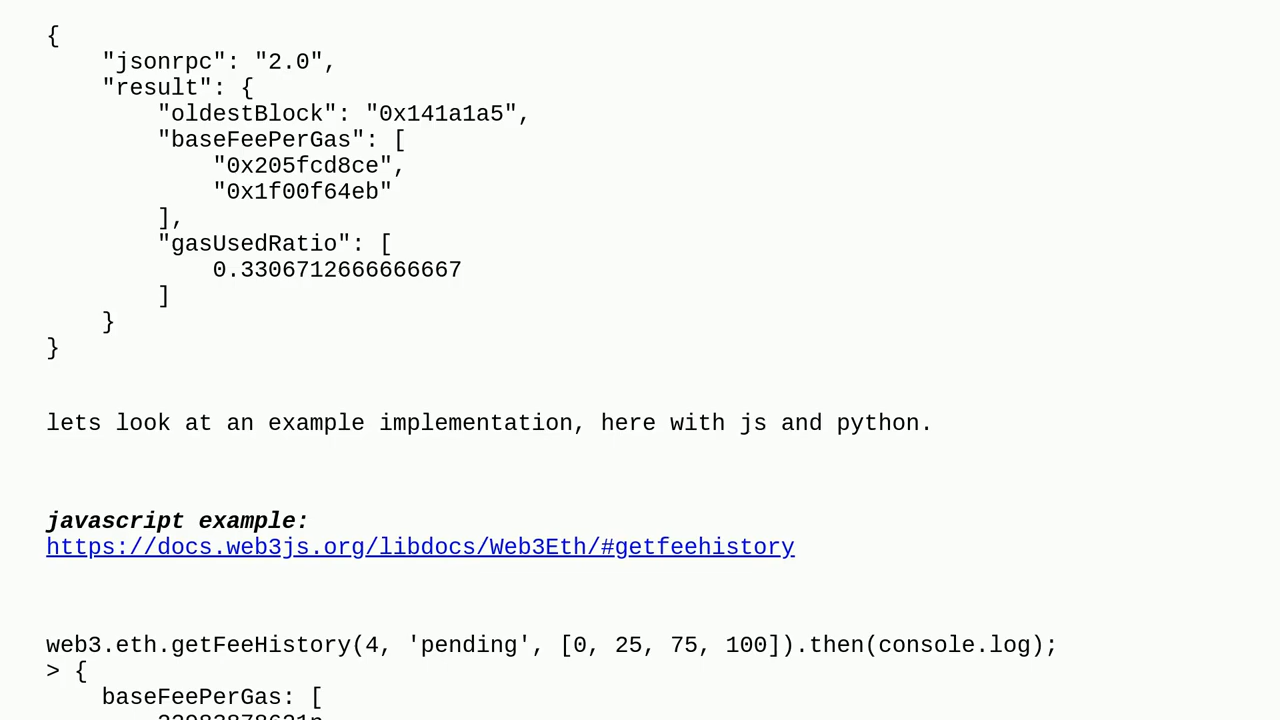 {
    "jsonrpc": "2.0",
    "result": {
        "oldestBlock": "0x141a1a5",
        "baseFeePerGas": [
            "0x205fcd8ce",
            "0x1f00f64eb"
        ],
        "gasUsedRatio": [
            0.3306712666666667
        ]
    }
}
lets look at an example implementation, here with js and python.
javascript example:
https://docs.web3js.org/libdocs/Web3Eth/#getfeehistory
web3.eth.getFeeHistory(4, 'pending', [0, 25, 75, 100]).then(console.log);
> {
    baseFeePerGas: [